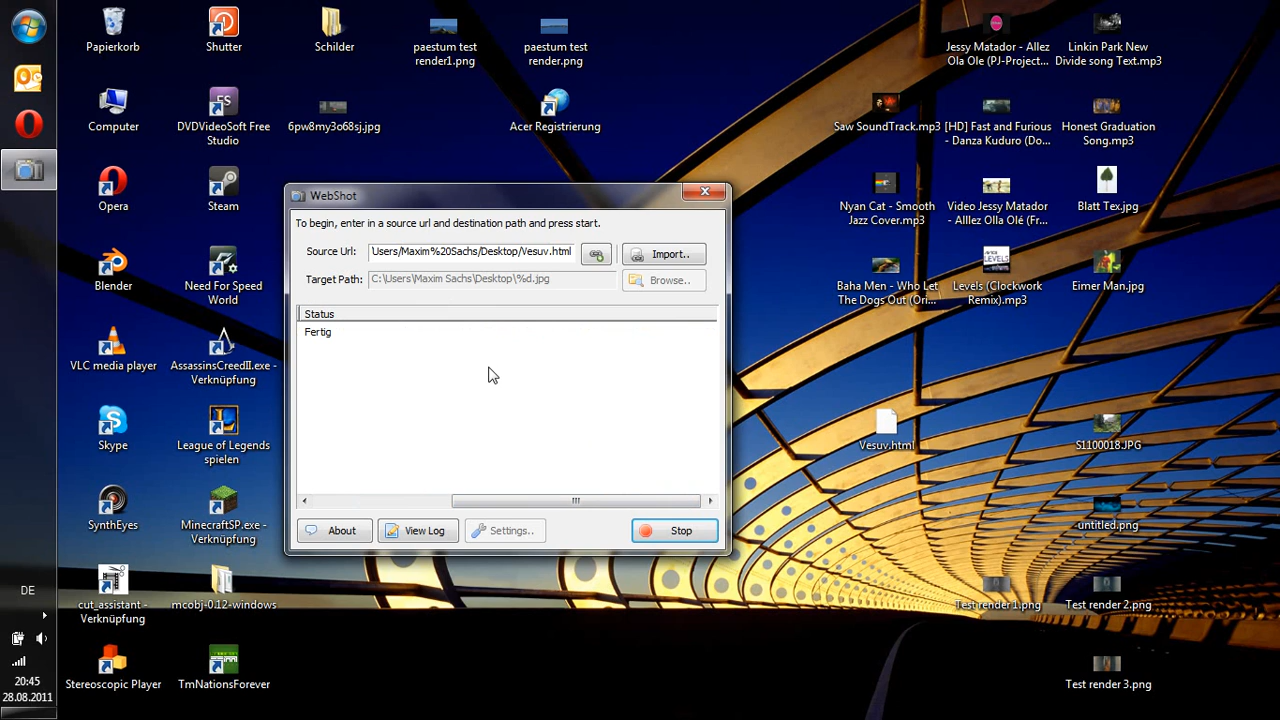 Papierkorb
Shutter
Schilder
paestum test
render1.png
paestum test
render.png
Jessy Matador - Allez
Ola Ole (PJ-Project...
Linkin Park New
Divide song Text.mp3
Computer
DVDVideoSoft Free
Studio
6pw8my3o68sj.jpg
Acer Registrierung
Saw SoundTrack.mp3
[HD] Fast and Furious
- Danza Kuduro (Do...
Honest Graduation
Song.mp3
Opera
Steam
Nyan Cat - Smooth
Jazz Cover.mp3
Video Jessy Matador
- Alllez Olla Olé (Fr...
Blatt Tex.jpg
Blender
Need For Speed
World
Baha Men - Who Let
The Dogs Out (Ori...
LEVELS
Levels (Clockwork
Remix).mp3
Eimer Man.jpg
VLC media player
AssassinsCreedII.exe -
Verknüpfung
Skype
League of Legends
spielen
Vesuv.html
S1100018.JPG
SynthEyes
MinecraftSP.exe -
Verknüpfung
untitled.png
cut_assistant -
Verknüpfung
mcobj-0.12-windows
Test render 1.png
Test render 2.png
Stereoscopic Player
TmNationsForever
Test render 3.png
WebShot
To begin, enter in a source url and destination path and press start.
Source Url:
Users/Maxim%20Sachs/Desktop/Vesuv.html
Import..
Target Path:
C:\Users\Maxim Sachs\Desktop\%d.jpg
Browse..
Status
Fertig
About
View Log
Settings..
Stop
DE
20:45
28.08.2011